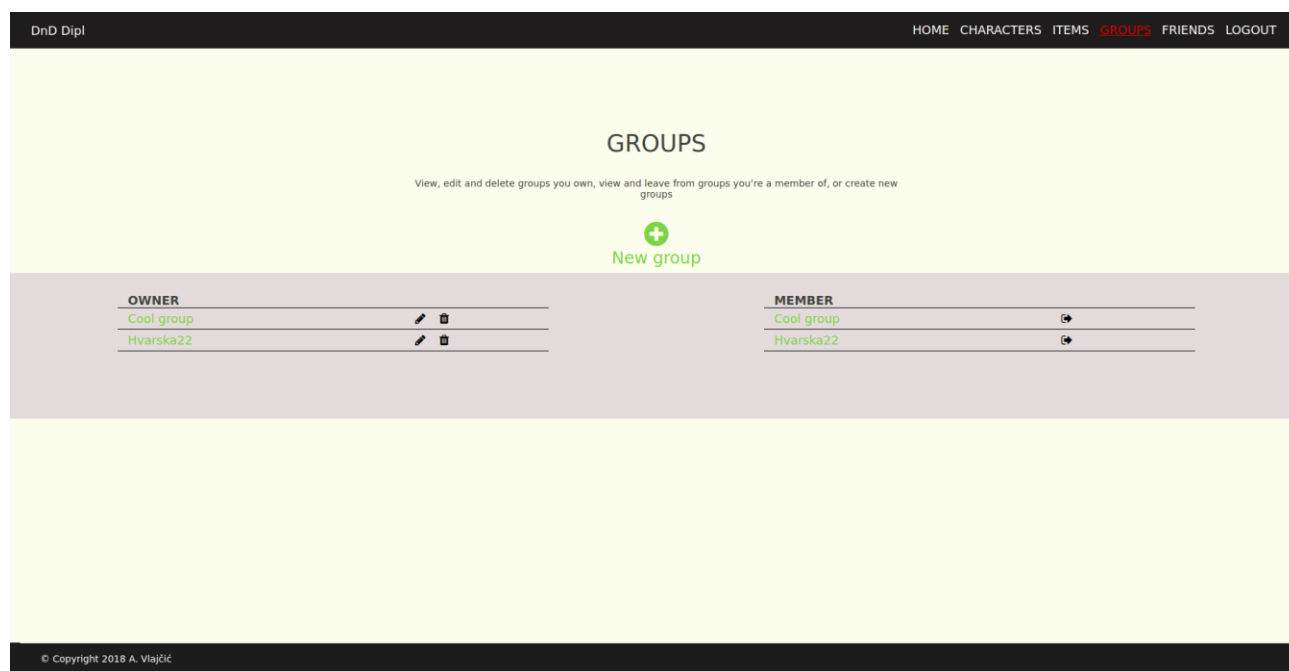 DnD Dipl
HOME CHARACTERS ITEMS GROUPS FRIENDS LOGOUT
GROUPS
View, edit and delete groups you own, view and leave from groups you're a member of, or create new
groups
New group
OWNER
Cool group
Hvarska22
MEMBER
Cool group
Hvarska22
© Copyright 2018 A. Vlajčić